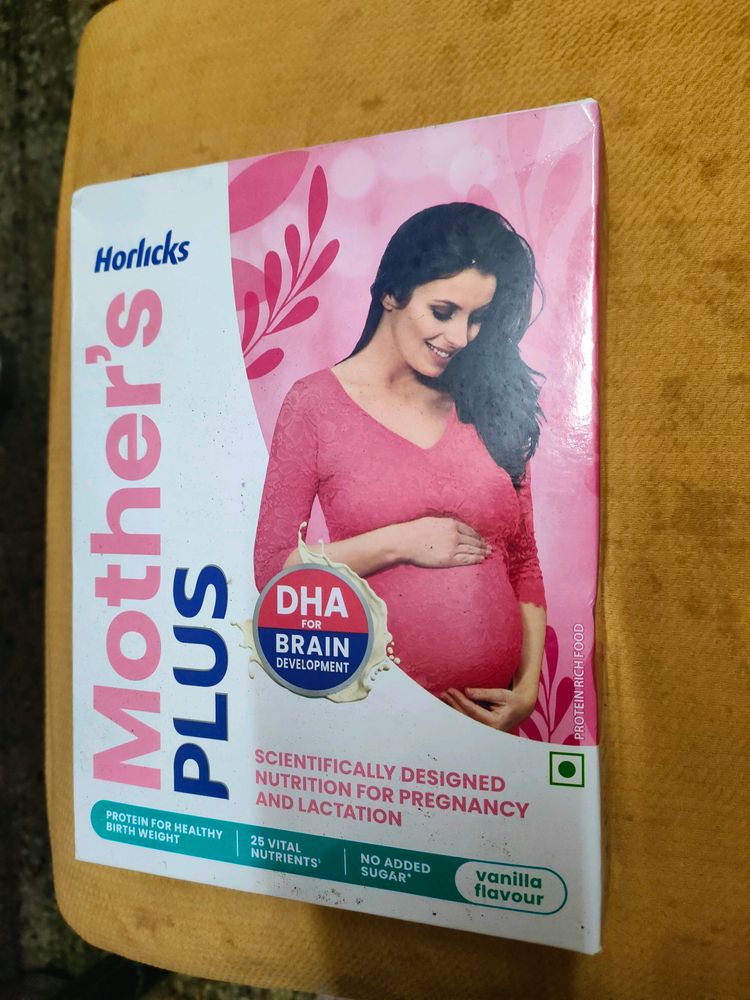 Horlicks
Mother's
PLUS
DHA
FOR
BRAIN
DEVELOPMENT
PROTEIN RICH FOOD
SCIENTIFICALLY DESIGNED
NUTRITION FOR PREGNANCY
AND LACTATION
PROTEIN FOR HEALTHY
BIRTH WEIGHT
25 VITAL
NUTRIENTS¹
NO ADDED
SUGAR*
vanilla
flavour